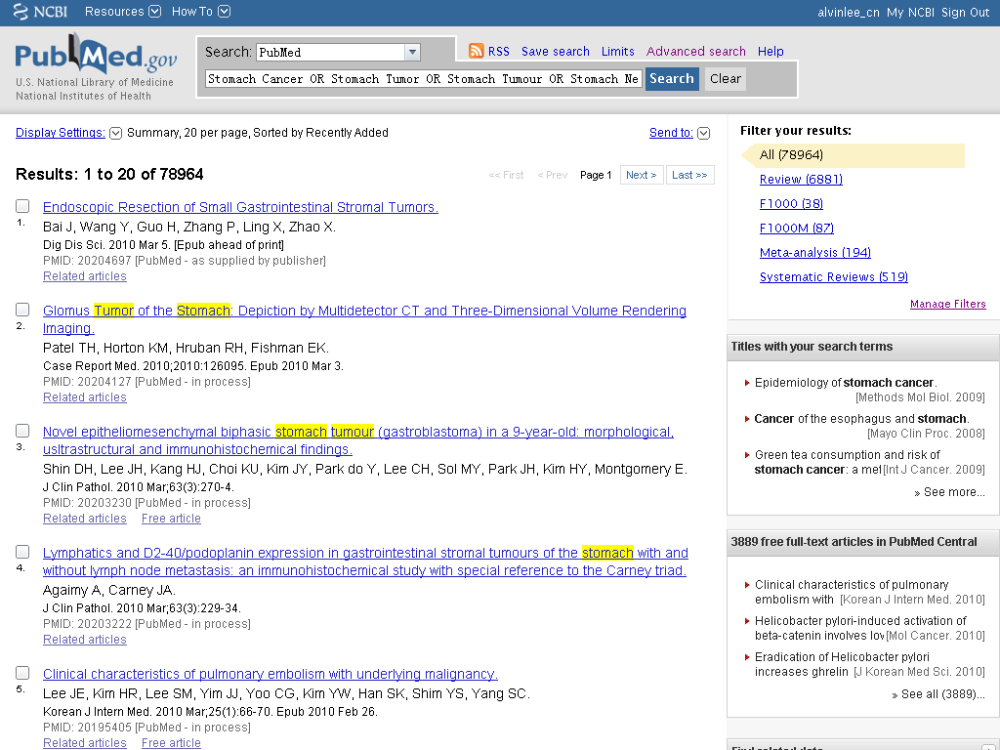 NCBI Resources How To alvinlee_cn My NCBI Sign Out
PubMed.gov
U.S. National Library of Medicine
National Institutes of Health
Search: PubMed
RSS Save search Limits Advanced search Help
Stomach Cancer OR Stomach Tumor OR Stomach Tumour OR Stomach Ne Search Clear
Display Settings: Summary, 20 per page, Sorted by Recently Added Send to:
Results: 1 to 20 of 78964
<< First < Prev Page 1 Next > Last >>
1. Endoscopic Resection of Small Gastrointestinal Stromal Tumors.
Bai J, Wang Y, Guo H, Zhang P, Ling X, Zhao X.
Dig Dis Sci. 2010 Mar 5. [Epub ahead of print]
PMID: 20204697 [PubMed - as supplied by publisher]
Related articles
2. Glomus Tumor of the Stomach: Depiction by Multidetector CT and Three-Dimensional Volume Rendering
Imaging.
Patel TH, Horton KM, Hruban RH, Fishman EK.
Case Report Med. 2010;2010:126095. Epub 2010 Mar 3.
PMID: 20204127 [PubMed - in process]
Related articles
3. Novel epitheliomesenchymal biphasic stomach tumour (gastroblastoma) in a 9-year-old: morphological,
usltrastructural and immunohistochemical findings.
Shin DH, Lee JH, Kang HJ, Choi KU, Kim JY, Park do Y, Lee CH, Sol MY, Park JH, Kim HY, Montgomery E.
J Clin Pathol. 2010 Mar;63(3):270-4.
PMID: 20203230 [PubMed - in process]
Related articles Free article
4. Lymphatics and D2-40/podoplanin expression in gastrointestinal stromal tumours of the stomach with and
without lymph node metastasis: an immunohistochemical study with special reference to the Carney triad.
Agaimy A, Carney JA.
J Clin Pathol. 2010 Mar;63(3):229-34.
PMID: 20203222 [PubMed - in process]
Related articles
5. Clinical characteristics of pulmonary embolism with underlying malignancy.
Lee JE, Kim HR, Lee SM, Yim JJ, Yoo CG, Kim YW, Han SK, Shim YS, Yang SC.
Korean J Intern Med. 2010 Mar;25(1):66-70. Epub 2010 Feb 26.
PMID: 20195405 [PubMed - in process]
Related articles Free article
Filter your results:
All (78964)
Review (6881)
F1000 (38)
F1000M (87)
Meta-analysis (194)
Systematic Reviews (519)
Manage Filters
Titles with your search terms
Epidemiology of stomach cancer.
[Methods Mol Biol. 2009]
Cancer of the esophagus and stomach.
[Mayo Clin Proc. 2008]
Green tea consumption and risk of
stomach cancer: a met [Int J Cancer. 2009]
» See more...
3889 free full-text articles in PubMed Central
Clinical characteristics of pulmonary
embolism with [Korean J Intern Med. 2010]
Helicobacter pylori-induced activation of
beta-catenin involves lov [Mol Cancer. 2010]
Eradication of Helicobacter pylori
increases ghrelin [J Korean Med Sci. 2010]
» See all (3889)...
Find related data